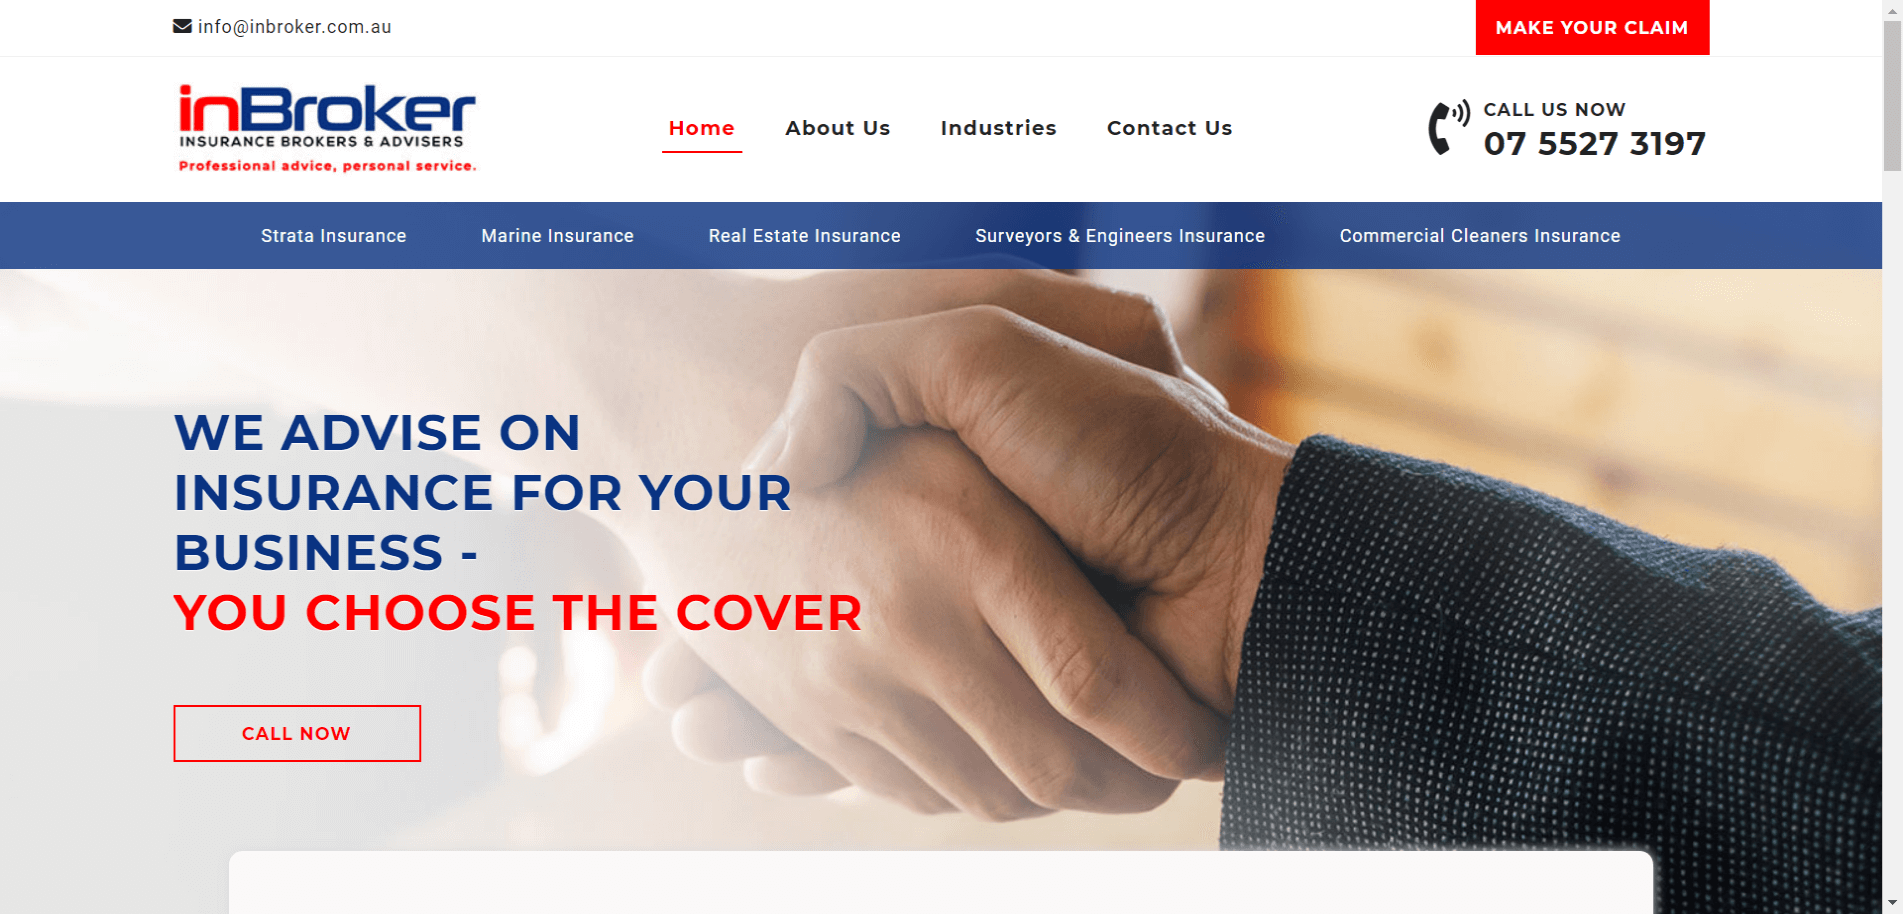 info@inbroker.com.au
MAKE YOUR CLAIM
inBroker
INSURANCE BROKERS & ADVISERS
Professional advice, personal service.
Home
About Us
Industries
Contact Us
CALL US NOW
07 5527 3197
Strata Insurance
Marine Insurance
Real Estate Insurance
Surveyors & Engineers Insurance
Commercial Cleaners Insurance
WE ADVISE ON
INSURANCE FOR YOUR
BUSINESS -
YOU CHOOSE THE COVER
CALL NOW